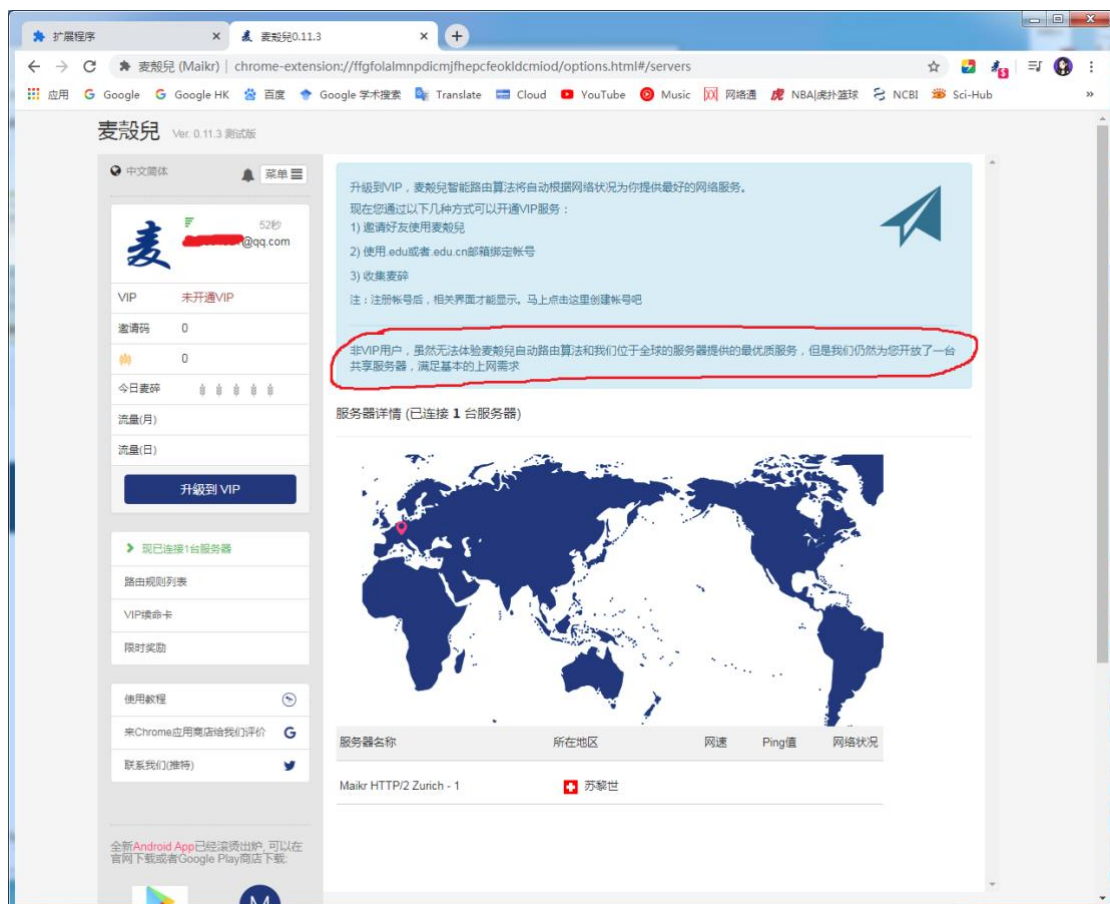 扩展程序
麦殼兒0.11.3
麦殼兒 (Maikr) | chrome-extension://ffgfolalmnpdicmjfhepcfeokldcmiod/options.html#/servers
应用 Google Google HK 百度 Google 学术搜索 Translate Cloud YouTube Music 网络通 NBA|虎扑篮球 NCBI Sci-Hub »
麦殼兒 Ver. 0.11.3 测试版
中文简体 菜单
52秒
@qq.com
麦
VIP 未开通VIP
邀请码 0
0
今日麦碎
流量(月)
流量(日)
升级到 VIP
现已连接1台服务器
路由规则列表
VIP续命卡
限时奖励
使用教程
来Chrome应用商店给我们评价 G
联系我们(推特)
全新Android App已经滚烫出炉, 可以在
官网下载或者Google Play商店下载:
M
升级到VIP，麦殼兒智能路由算法将自动根据网络状况为你提供最好的网络服务。
现在您通过以下几种方式可以开通VIP服务：
1) 邀请好友使用麦殼兒
2) 使用.edu或者.edu.cn邮箱绑定帐号
3) 收集麦碎
注：注册帐号后，相关界面才能显示。马上点击这里创建帐号吧
非VIP用户，虽然无法体验麦殼兒自动路由算法和我们位于全球的服务器提供的最优质服务，但是我们仍然为您开放了一台
共享服务器，满足基本的上网需求
服务器详情 (已连接 1 台服务器)
服务器名称 所在地区 网速 Ping值 网络状况
Maikr HTTP/2 Zurich - 1 苏黎世